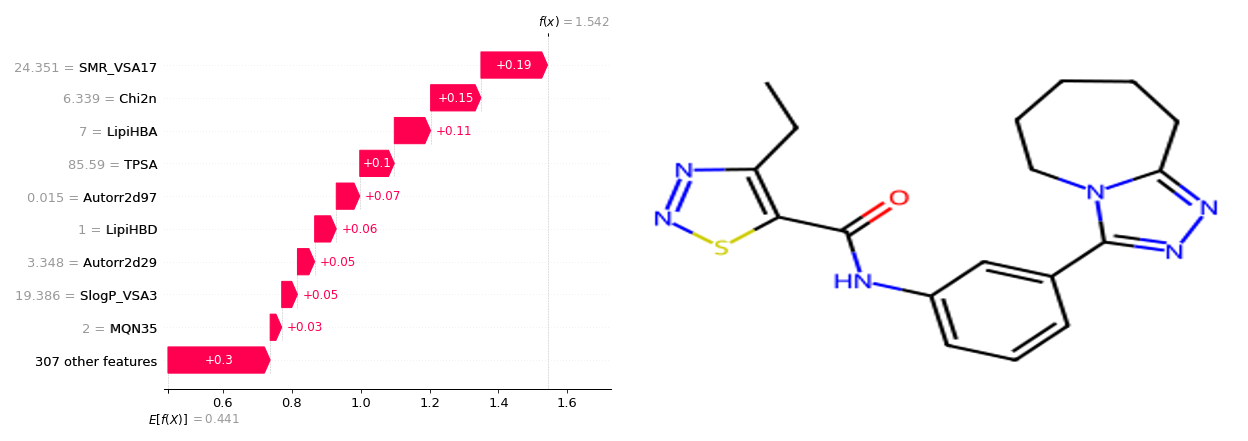 f(x) = 1.542
24.351 = SMR_VSA17
+0.19
6.339 = Chi2n
+0.15
7 = LipiHBA
+0.11
85.59 = TPSA
+0.1
0.015 = Autorr2d97
+0.07
1 = LipiHBD
+0.06
3.348 = Autorr2d29
+0.05
19.386 = SlogP_VSA3
+0.05
2 = MQN35
+0.03
307 other features
+0.3
0.6 0.8 1.0 1.2 1.4 1.6
E[f(X)] = 0.441
N
N
S
O
HN
N
N
N